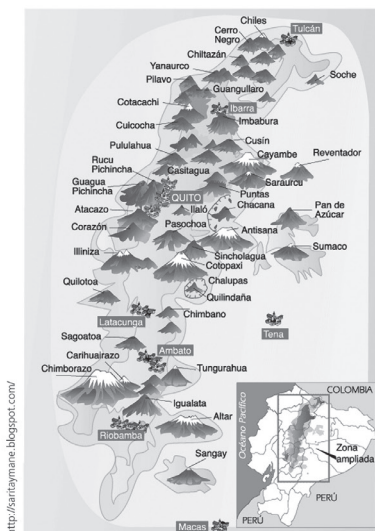 Chiles
Cerro
Negro
Tulcán
Chiltazán
Yanaurco
Pilavo
Soche
Guangullaro
Cotacachi
Ibarra
Imbabura
Cuicocha
Cusín
Pululahua
Cayambe
Reventador
Rucu
Pichincha
Casitagua
Saraurcu
Guagua
Pichincha
QUITO
Puntas
Chacana
Atacazo
Ilaló
Pan de
Azúcar
Corazón
Pasochoa
Antisana
Illiniza
Sincholagua
Sumaco
Cotopaxi
Quilotoa
Chalupas
Quilindaña
Latacunga
Chimbano
Tena
Sagoatoa
Ambato
Carihuairazo
Tungurahua
Chimborazo
Igualata
Altar
Riobamba
Sangay
Macas
COLOMBIA
Océano Pacífico
Zona
ampliada
PERÚ
PERÚ
ttp://saritaymane.blogspot.com/